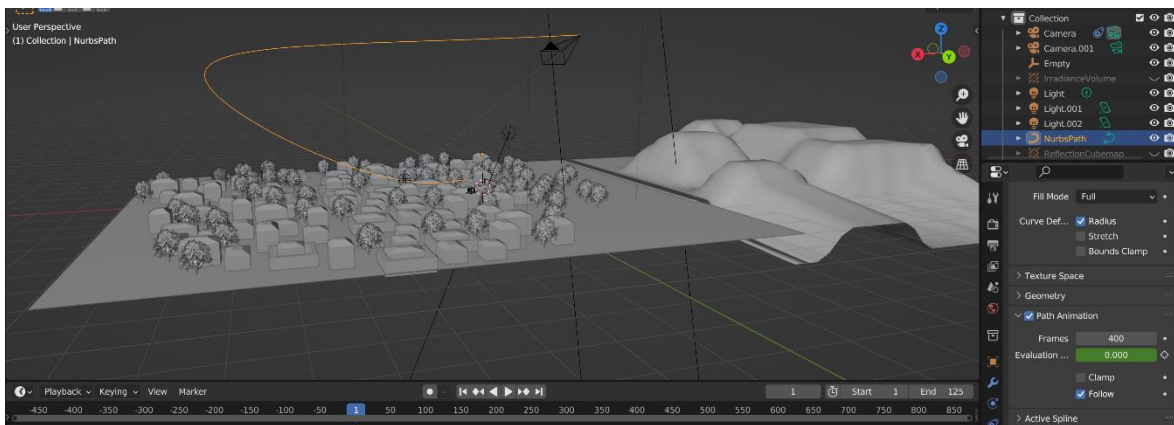 User Perspective
(1) Collection | NurbsPath
Z
X
Y
Collection
Camera
Camera.001
Empty
IrradianceVolume
Light
Light.001
Light.002
NurbsPath
ReflectionCubemap
Fill Mode Full
Curve Def... Radius
Stretch
Bounds Clamp
Texture Space
Geometry
Path Animation
Frames 400
Evaluation ... 0.000
Clamp
Follow
Active Spline
Playback Keying View Marker 1 Start 1 End 125
-450 -400 -350 -300 -250 -200 -150 -100 -50 1 50 100 150 200 250 300 350 400 450 500 550 600 650 700 750 800 850